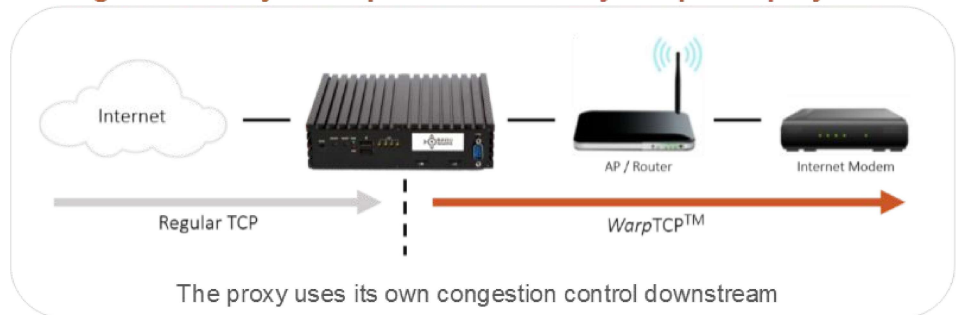 Internet
AP / Router
Internet Modem
Regular TCP
WarpTCP™
The proxy uses its own congestion control downstream